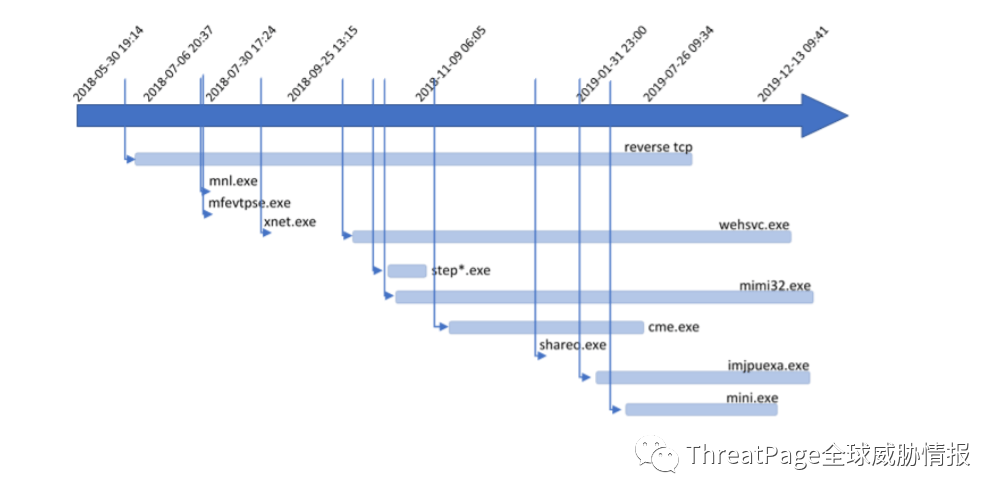 2018-05-30 19:14
2018-07-06 20:37
2018-07-30 17:24
2018-09-25 13:15
2018-11-09 06:05
2019-01-31 23:00
2019-07-26 09:34
2019-12-13 09:41
reverse tcp
mnl.exe
mfevtpse.exe
xnet.exe
wehsvc.exe
step*.exe
mimi32.exe
cme.exe
shareo.exe
imjpuexa.exe
mini.exe
ThreatPage全球威胁情报